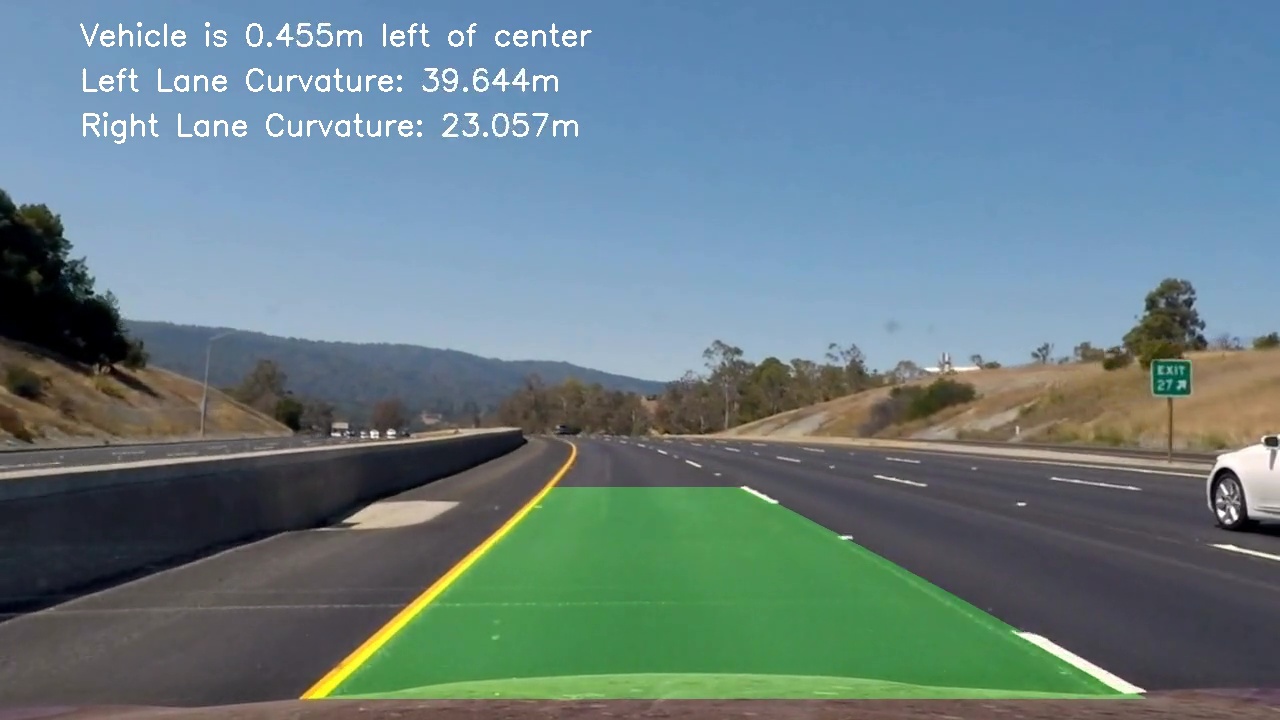 Vehicle is 0.455m left of center
Left Lane Curvature: 39.644m
Right Lane Curvature: 23.057m
EXIT
27